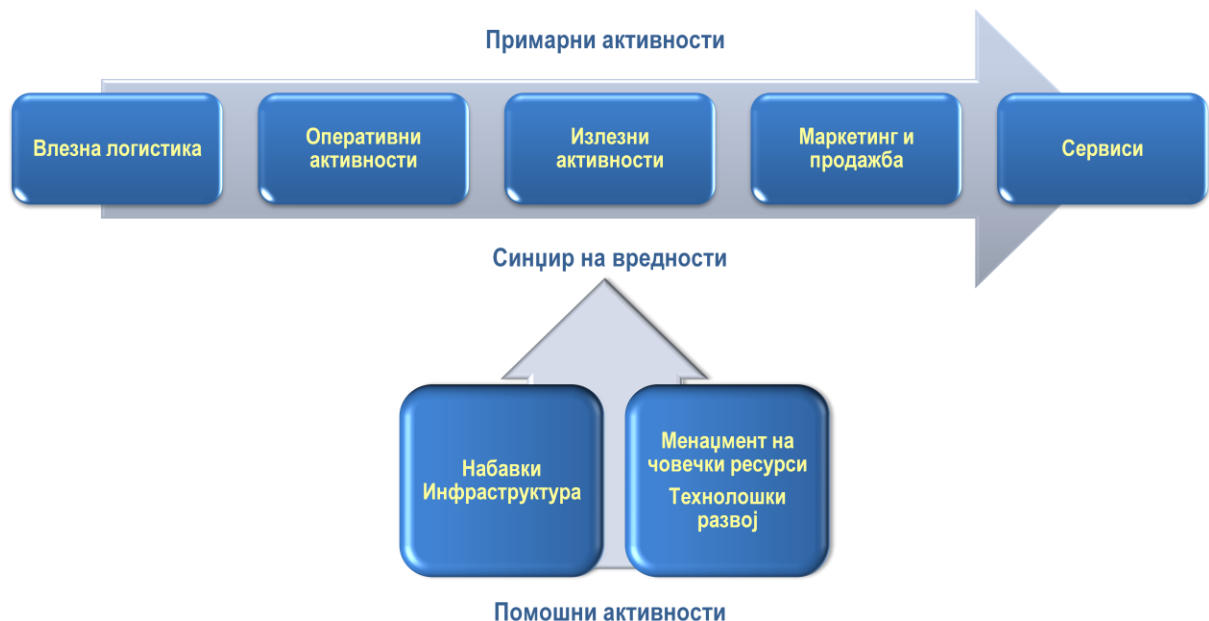 Примарни активности
Влезна логистика
Оперативни
активности
Излезни
активности
Маркетинг и
продажба
Сервиси
Синџир на вредности
Набавки
Инфраструктура
Менаџмент на
човечки ресурси
Технолошки
развој
Помошни активности